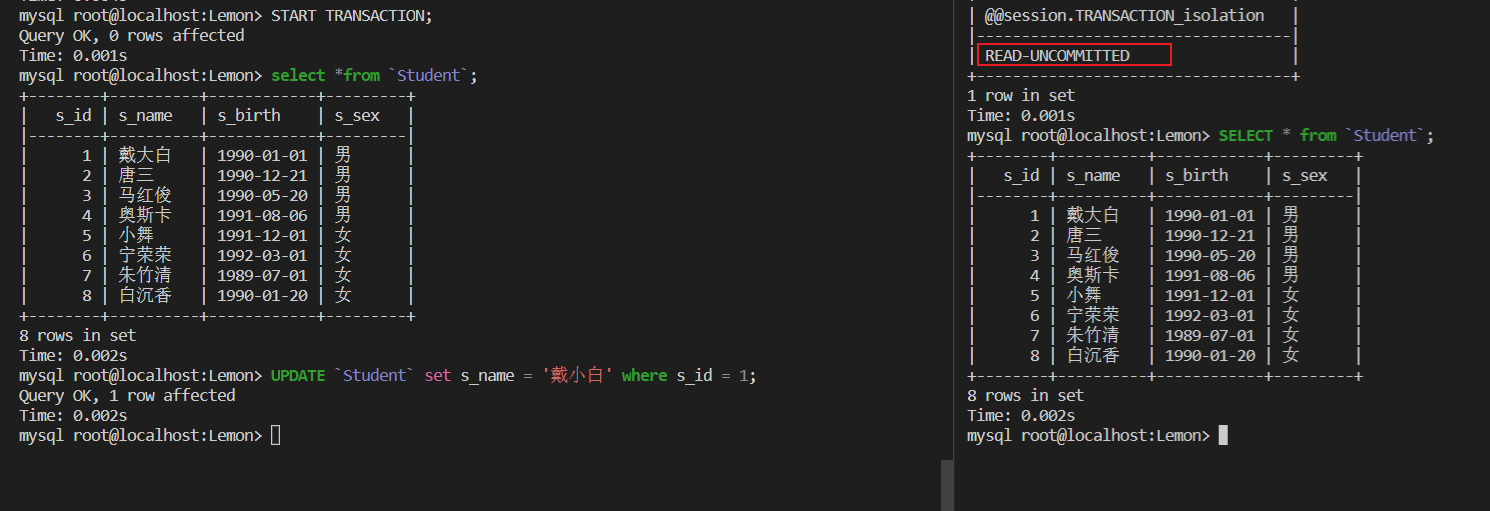 mysql root@localhost:Lemon> START TRANSACTION;
Query OK, 0 rows affected
Time: 0.001s
mysql root@localhost:Lemon> select *from `Student`;
+--------+----------+------------+---------+
|   s_id | s_name   | s_birth    | s_sex   |
|--------+----------+------------+---------|
|      1 | 戴大白   | 1990-01-01 | 男      |
|      2 | 唐三     | 1990-12-21 | 男      |
|      3 | 马红俊   | 1990-05-20 | 男      |
|      4 | 奥斯卡   | 1991-08-06 | 男      |
|      5 | 小舞     | 1991-12-01 | 女      |
|      6 | 宁荣荣   | 1992-03-01 | 女      |
|      7 | 朱竹清   | 1989-07-01 | 女      |
|      8 | 白沉香   | 1990-01-20 | 女      |
+--------+----------+------------+---------+
8 rows in set
Time: 0.002s
mysql root@localhost:Lemon> UPDATE `Student` set s_name = '戴小白' where s_id = 1;
Query OK, 1 row affected
Time: 0.002s
mysql root@localhost:Lemon>
| @@session.TRANSACTION_isolation   |
|-----------------------------------|
| READ-UNCOMMITTED                  |
+-----------------------------------+
1 row in set
Time: 0.001s
mysql root@localhost:Lemon> SELECT * from `Student`;
+--------+----------+------------+---------+
|   s_id | s_name   | s_birth    | s_sex   |
|--------+----------+------------+---------|
|      1 | 戴大白   | 1990-01-01 | 男      |
|      2 | 唐三     | 1990-12-21 | 男      |
|      3 | 马红俊   | 1990-05-20 | 男      |
|      4 | 奥斯卡   | 1991-08-06 | 男      |
|      5 | 小舞     | 1991-12-01 | 女      |
|      6 | 宁荣荣   | 1992-03-01 | 女      |
|      7 | 朱竹清   | 1989-07-01 | 女      |
|      8 | 白沉香   | 1990-01-20 | 女      |
+--------+----------+------------+---------+
8 rows in set
Time: 0.002s
mysql root@localhost:Lemon>